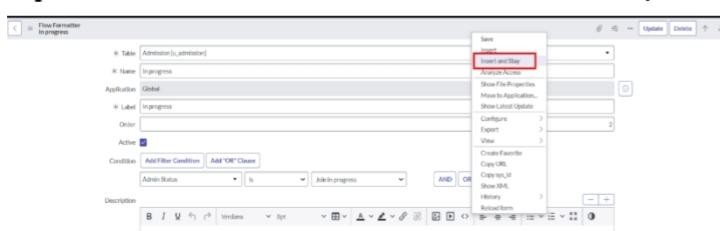 Flow Formatter
In progress
Update Delete
Table Admission [u_admission]
Name In progress
Application Global
Label In progress
Order 2
Active
Condition Add Filter Condition Add "OR" Clause
Admin Status is Job in progress AND OR
Description
B I U Verdana 8pt
Save
Insert
Insert and Stay
Analyze Access
Show File Properties
Move to Application...
Show Latest Update
Configure
Export
View
Create Favorite
Copy URL
Copy sys_id
Show XML
History
Reload form